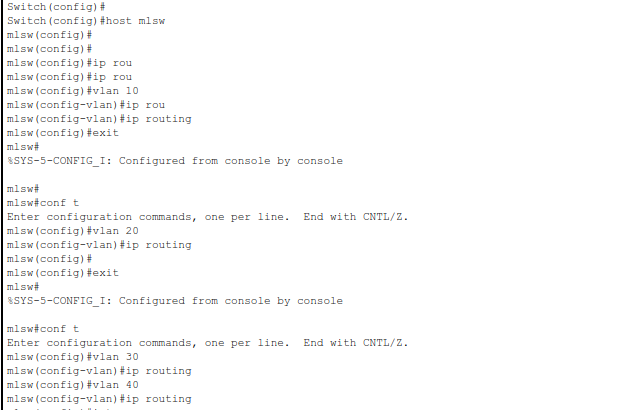 Switch(config)#
Switch(config)#host mlsw
mlsw(config)#
mlsw(config)#
mlsw(config)#ip rou
mlsw(config)#ip rou
mlsw(config)#vlan 10
mlsw(config-vlan)#ip rou
mlsw(config-vlan)#ip routing
mlsw(config)#exit
mlsw#
%SYS-5-CONFIG_I: Configured from console by console
mlsw#
mlsw#conf t
Enter configuration commands, one per line.  End with CNTL/Z.
mlsw(config)#vlan 20
mlsw(config-vlan)#ip routing
mlsw(config)#
mlsw(config)#exit
mlsw#
%SYS-5-CONFIG_I: Configured from console by console
mlsw#conf t
Enter configuration commands, one per line.  End with CNTL/Z.
mlsw(config)#vlan 30
mlsw(config-vlan)#ip routing
mlsw(config)#vlan 40
mlsw(config-vlan)#ip routing